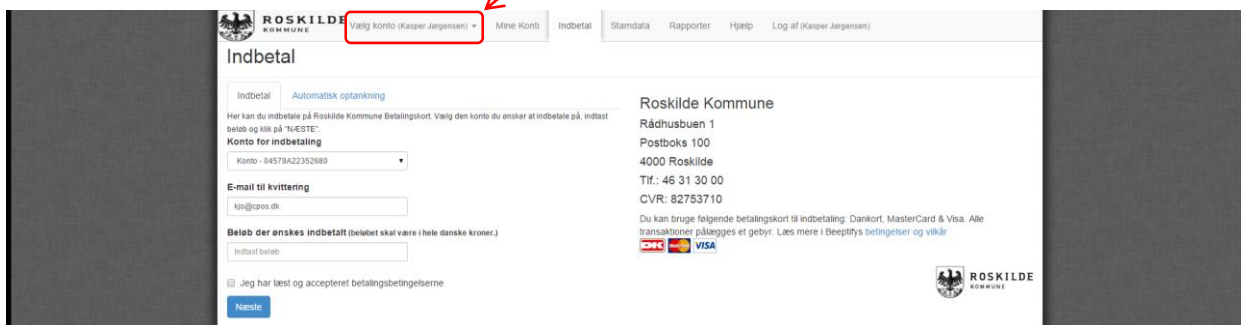 ROSKILDE
KOMMUNE
Vælg konto (Kasper Jørgensen)
Mine Konti
Indbetal
Stamdata
Rapporter
Hjælp
Log af (Kasper Jørgensen)
Indbetal
Indbetal
Automatisk optankning
Her kan du indbetale på Roskilde Kommune Betalingskort. Vælg den konto du ønsker at indbetale på, indtast
beløb og klik på "NÆSTE".
Konto for indbetaling
Konto - 04579A22352680
E-mail til kvittering
kjo@cpos.dk
Beløb der ønskes indbetalt (beløbet skal være i hele danske kroner.)
Indtast beløb
Jeg har læst og accepteret betalingsbetingelserne
Næste
Roskilde Kommune
Rådhusbuen 1
Postboks 100
4000 Roskilde
Tlf.: 46 31 30 00
CVR: 82753710
Du kan bruge følgende betalingskort til indbetaling: Dankort, MasterCard & Visa. Alle
transaktioner pålægges et gebyr. Læs mere i Beeptifys betingelser og vilkår
DK
VISA
ROSKILDE
KOMMUNE